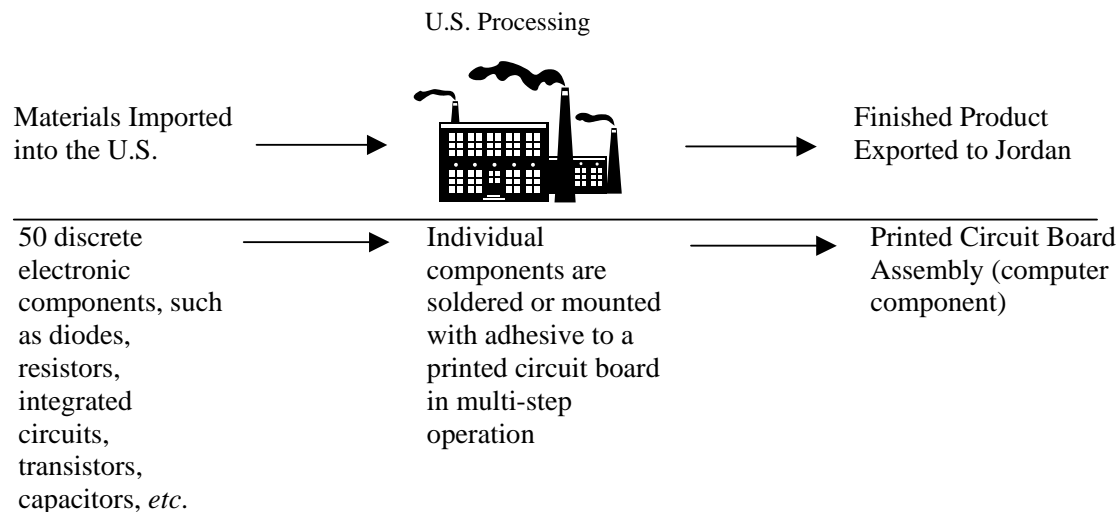 U.S. Processing
Materials Imported
into the U.S.
Finished Product
Exported to Jordan
50 discrete
electronic
components, such
as diodes,
resistors,
integrated
circuits,
transistors,
capacitors, etc.
Individual
components are
soldered or mounted
with adhesive to a
printed circuit board
in multi-step
operation
Printed Circuit Board
Assembly (computer
component)